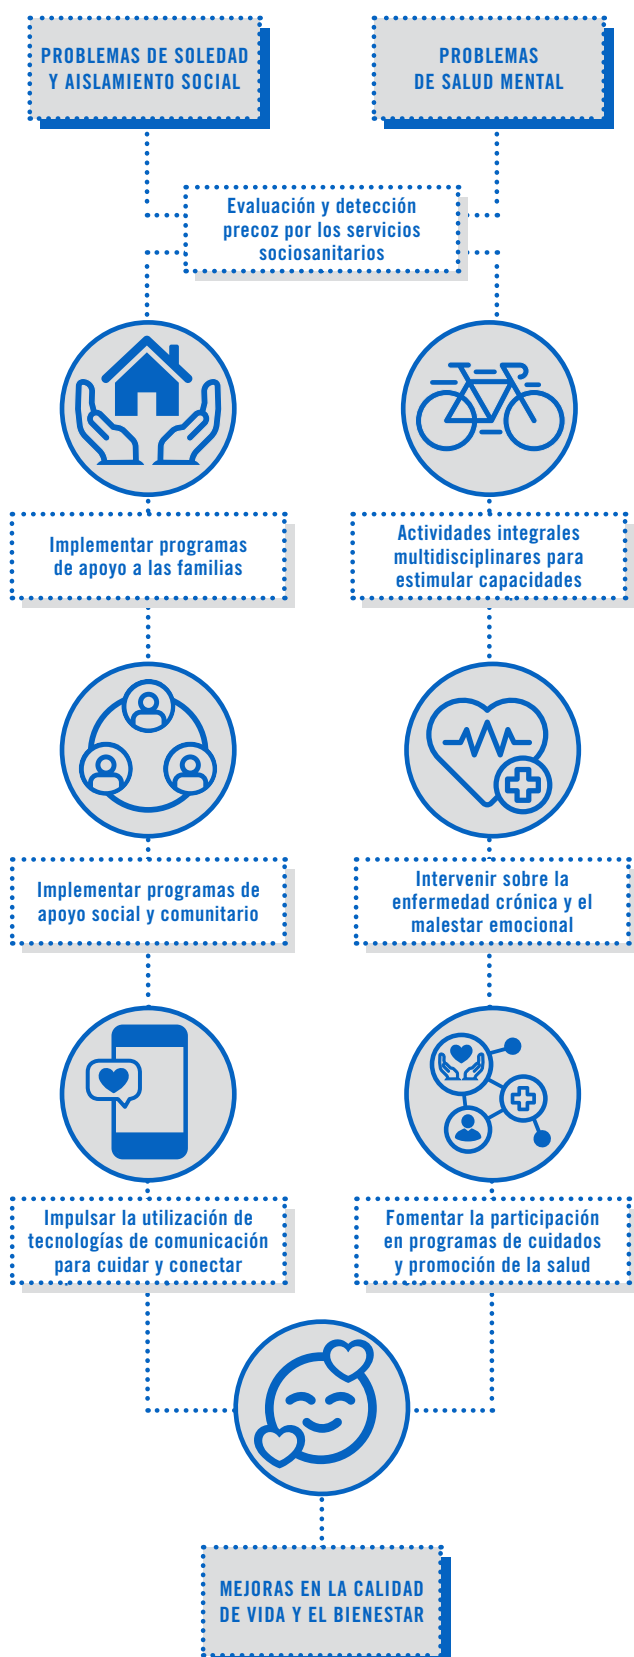 PROBLEMAS DE SOLEDAD
Y AISLAMIENTO SOCIAL
PROBLEMAS
DE SALUD MENTAL
Evaluación y detección
precoz por los servicios
sociosanitarios
Implementar programas
de apoyo a las familias
Actividades integrales
multidisciplinares para
estimular capacidades
Implementar programas de
apoyo social y comunitario
Intervenir sobre la
enfermedad crónica y el
malestar emocional
Impulsar la utilización de
tecnologías de comunicación
para cuidar y conectar
Fomentar la participación
en programas de cuidados
y promoción de la salud
MEJORAS EN LA CALIDAD
DE VIDA Y EL BIENESTAR